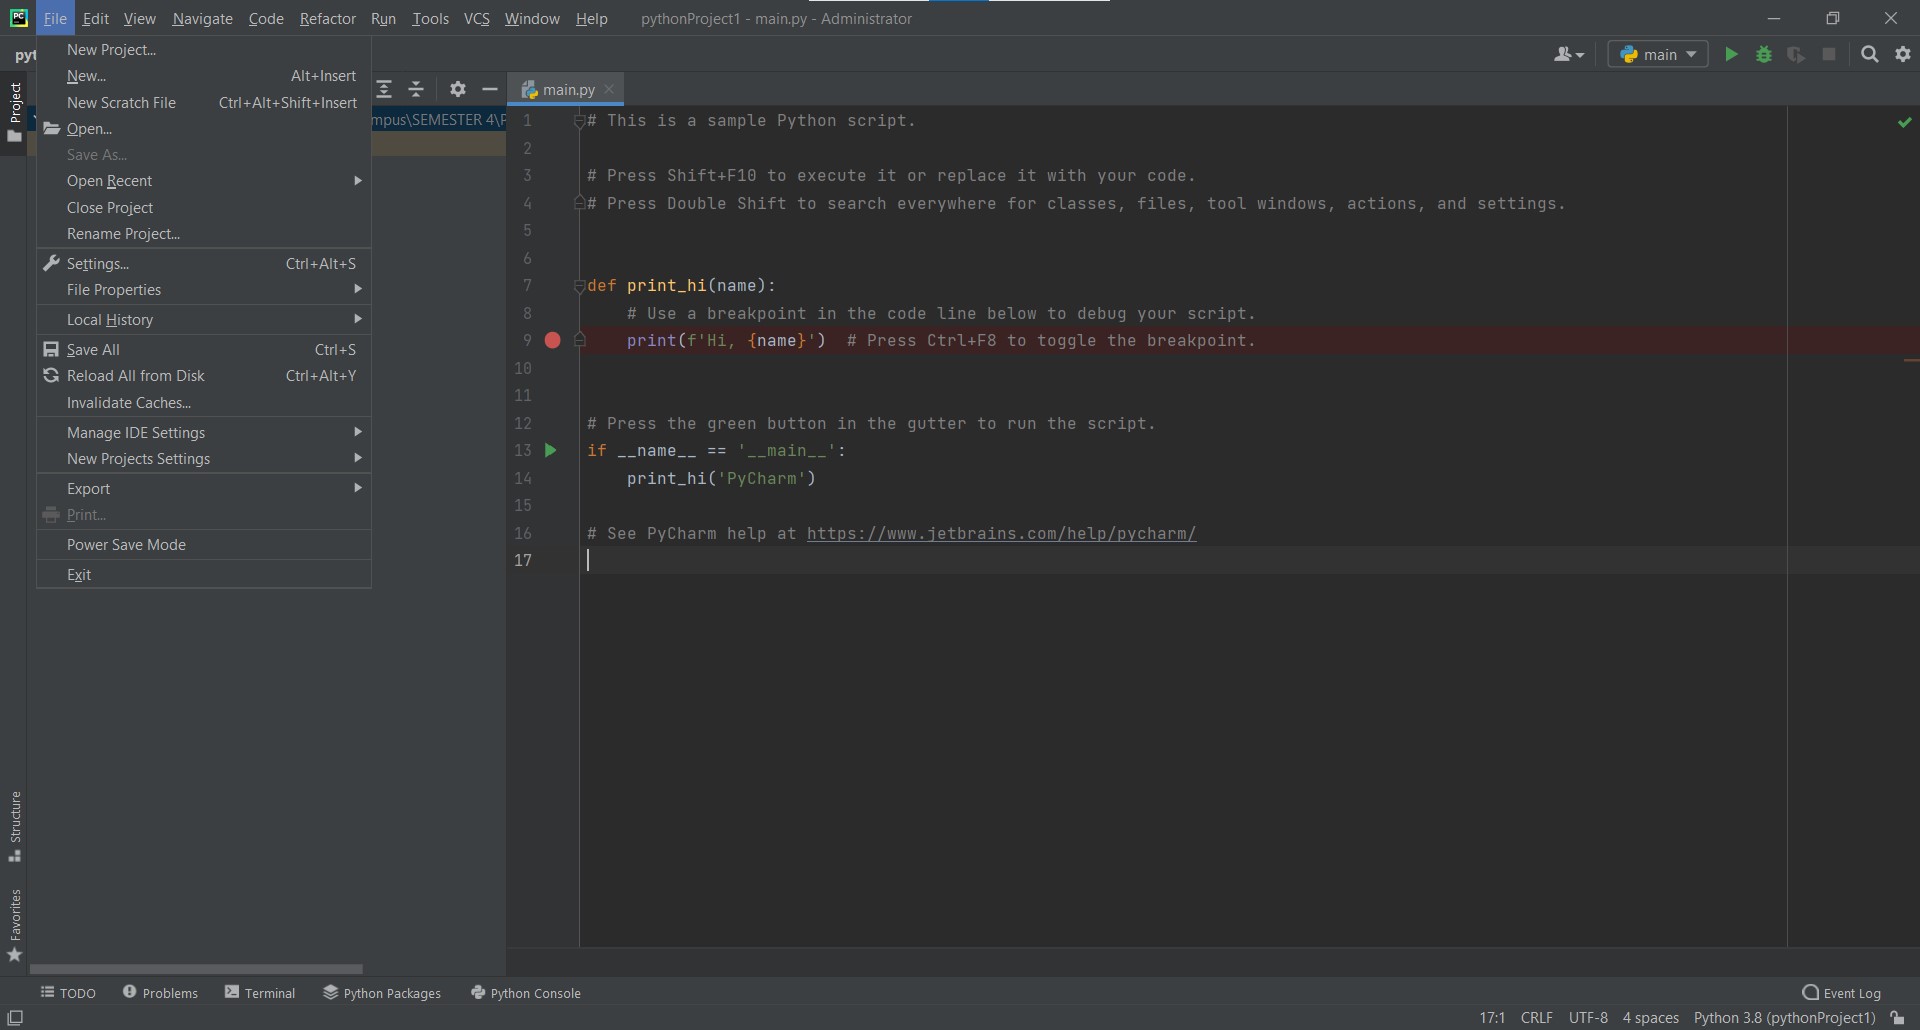 PC File Edit View Navigate Code Refactor Run Tools VCS Window Help pythonProject1 - main.py - Administrator
main
New Project...
New... Alt+Insert
New Scratch File Ctrl+Alt+Shift+Insert
Open...
Save As...
Open Recent
Close Project
Rename Project...
Settings... Ctrl+Alt+S
File Properties
Local History
Save All Ctrl+S
Reload All from Disk Ctrl+Alt+Y
Invalidate Caches...
Manage IDE Settings
New Projects Settings
Export
Print...
Power Save Mode
Exit
Project
Structure
Favorites
mpus\SEMESTER 4\P
main.py
1 # This is a sample Python script.
2
3 # Press Shift+F10 to execute it or replace it with your code.
4 # Press Double Shift to search everywhere for classes, files, tool windows, actions, and settings.
5
6
7 def print_hi(name):
8 # Use a breakpoint in the code line below to debug your script.
9 print(f'Hi, {name}') # Press Ctrl+F8 to toggle the breakpoint.
10
11
12 # Press the green button in the gutter to run the script.
13 if __name__ == '__main__':
14 print_hi('PyCharm')
15
16 # See PyCharm help at https://www.jetbrains.com/help/pycharm/
17
TODO Problems Terminal Python Packages Python Console Event Log
17:1 CRLF UTF-8 4 spaces Python 3.8 (pythonProject1)